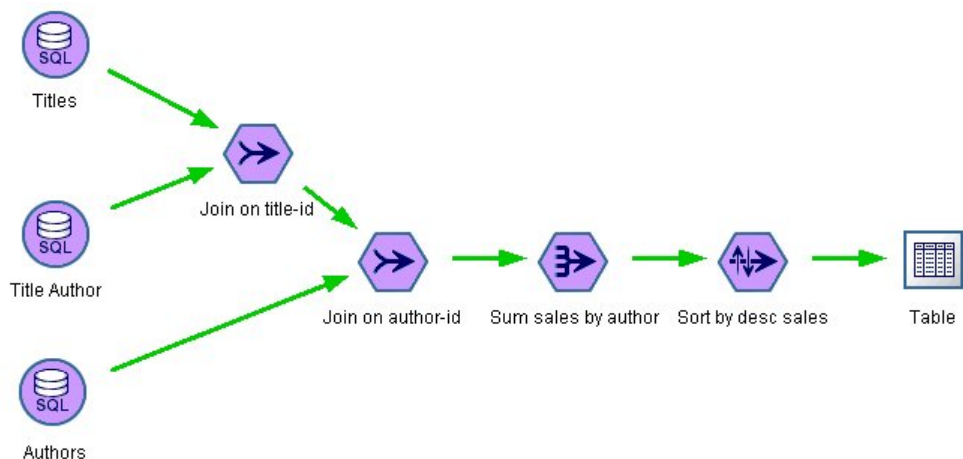 SQL
Titles
Join on title-id
SQL
Title Author
Join on author-id
Sum sales by author
Sort by desc sales
Table
SQL
Authors